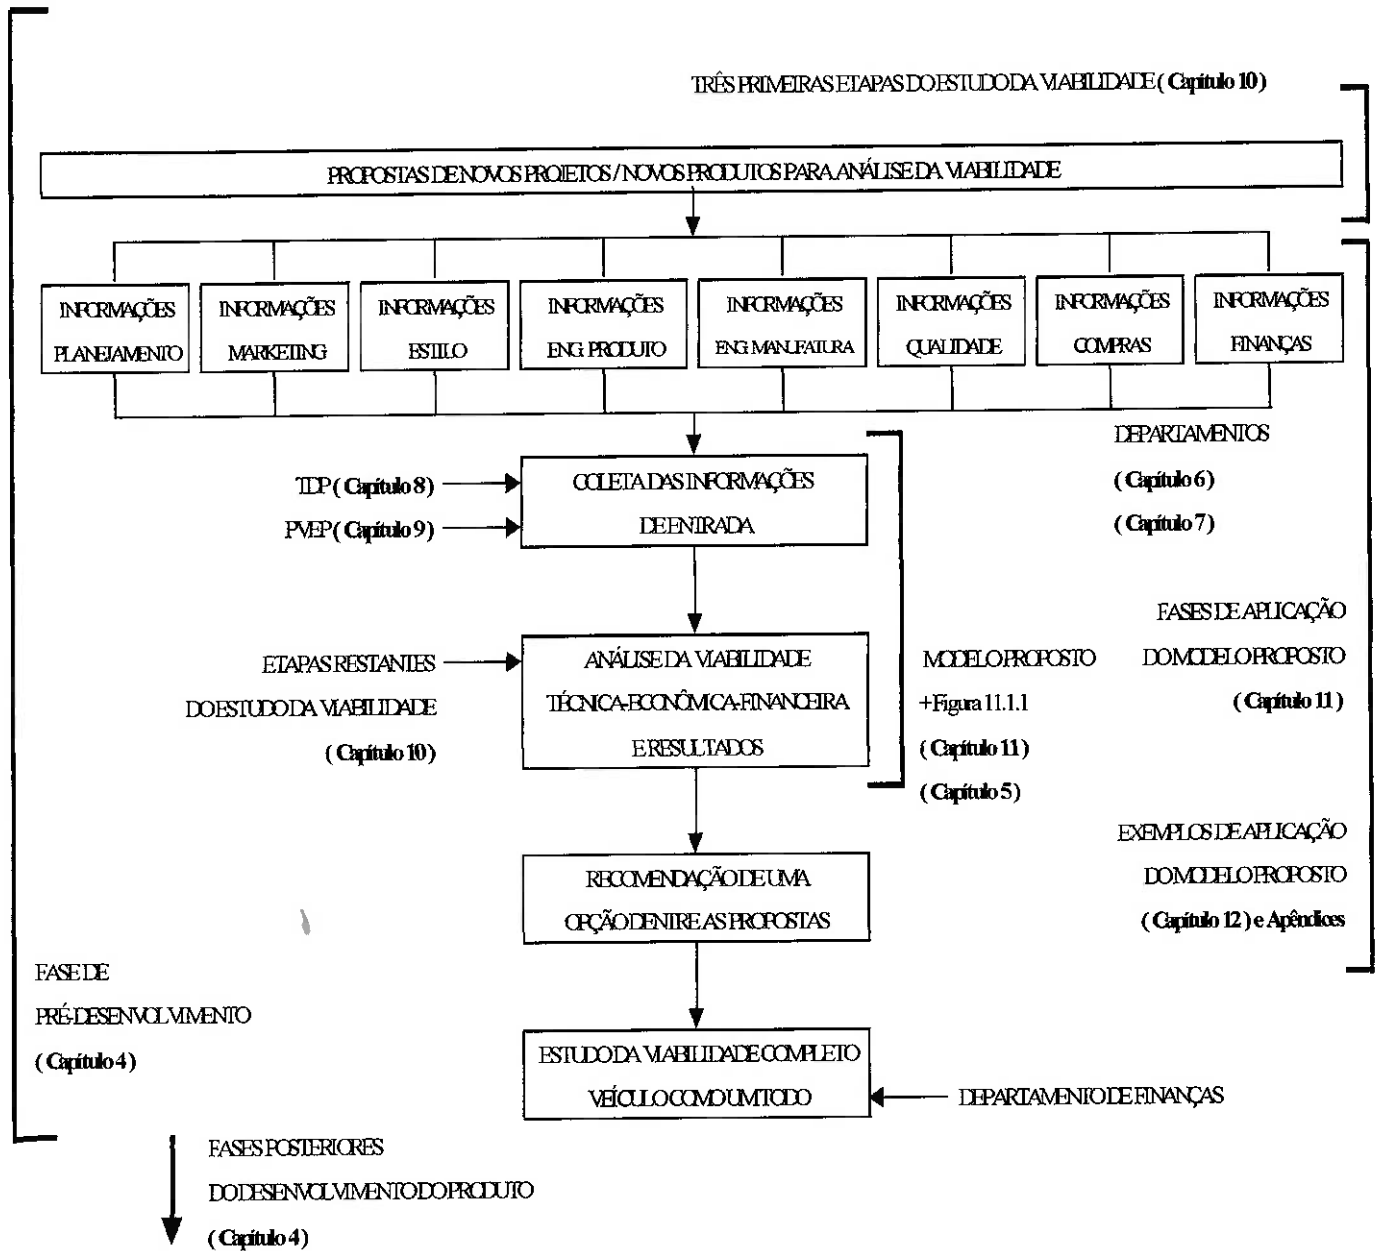 TRÊS PRIMEIRAS ETAPAS DO ESTUDO DA VIABILIDADE ( Capítulo 10 )
PROPOSTAS DE NOVOS PROJETOS / NOVOS PRODUTOS PARA ANÁLISE DA VIABILIDADE
INFORMAÇÕES
PLANEJAMENTO
INFORMAÇÕES
MARKETING
INFORMAÇÕES
ESTILO
INFORMAÇÕES
ENG. PRODUTO
INFORMAÇÕES
ENG. MANUFATURA
INFORMAÇÕES
QUALIDADE
INFORMAÇÕES
COMPRAS
INFORMAÇÕES
FINANÇAS
DEPARTAMENTOS
( Capítulo 6 )
( Capítulo 7 )
TDP ( Capítulo 8 )
PVEP ( Capítulo 9 )
COLETA DAS INFORMAÇÕES
DE ENTRADA
ETAPAS RESTANTES
DO ESTUDO DA VIABILIDADE
( Capítulo 10 )
ANÁLISE DA VIABILIDADE
TÉCNICA-ECONÔMICA-FINANCEIRA
E RESULTADOS
MODELO PROPOSTO
+ Figura 11.1.1
( Capítulo 11 )
( Capítulo 5 )
FASES DE APLICAÇÃO
DO MODELO PROPOSTO
( Capítulo 11 )
RECOMENDAÇÃO DE UMA
OPÇÃO DENTRE AS PROPOSTAS
EXEMPLOS DE APLICAÇÃO
DO MODELO PROPOSTO
( Capítulo 12 ) e Apêndices
FASE DE
PRÉ-DESENVOLVIMENTO
( Capítulo 4 )
ESTUDO DA VIABILIDADE COMPLETO
VEÍCULO COMO UM TODO
DEPARTAMENTO DE FINANÇAS
FASES POSTERIORES
DO DESENVOLVIMENTO DO PRODUTO
( Capítulo 4 )